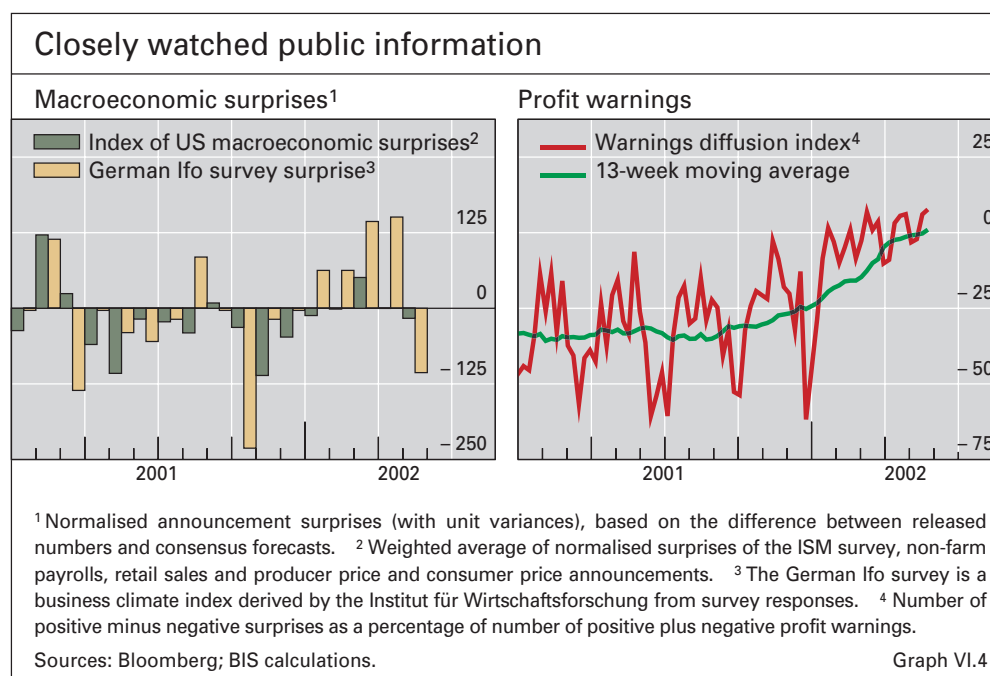 Closely watched public information
Macroeconomic surprises¹
Index of US macroeconomic surprises²
German Ifo survey surprise³
125
0
–125
–250
2001
2002
Profit warnings
Warnings diffusion index⁴
13-week moving average
25
0
–25
–50
–75
2001
2002
¹ Normalised announcement surprises (with unit variances), based on the difference between released
numbers and consensus forecasts. ² Weighted average of normalised surprises of the ISM survey, non-farm
payrolls, retail sales and producer price and consumer price announcements. ³ The German Ifo survey is a
business climate index derived by the Institut für Wirtschaftsforschung from survey responses. ⁴ Number of
positive minus negative surprises as a percentage of number of positive plus negative profit warnings.
Sources: Bloomberg; BIS calculations.
Graph VI.4